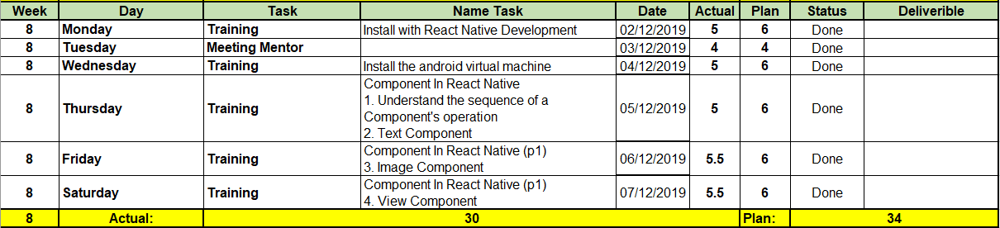 Week Day Task Name Task Date Actual Plan Status Deliverible
8 Monday Training Install with React Native Development 02/12/2019 5 6 Done
8 Tuesday Meeting Mentor 03/12/2019 4 4 Done
8 Wednesday Training Install the android virtual machine 04/12/2019 5 6 Done
Component In React Native
1. Understand the sequence of a
8 Thursday Training Component's operation 05/12/2019 5 6 Done
2. Text Component
8 Friday Training Component In React Native (p1) 06/12/2019 5.5 6 Done
3. Image Component
8 Saturday Training Component In React Native (p1) 07/12/2019 5.5 6 Done
4. View Component
8 Actual: 30 Plan: 34